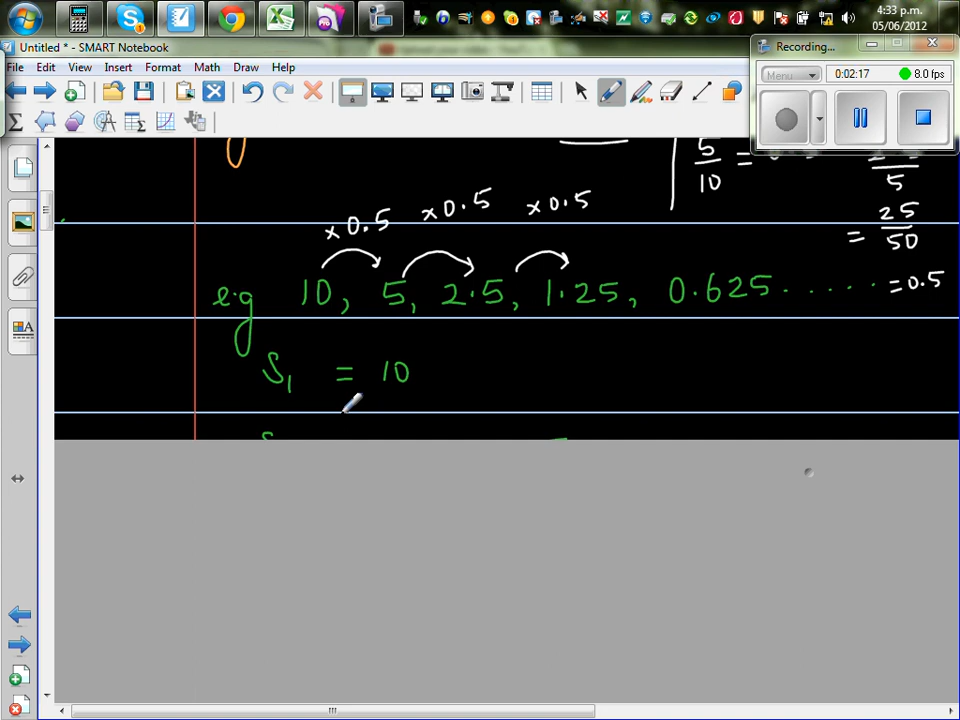 4:33 p.m.
05/06/2012
Untitled * - SMART Notebook
Recording...
File Edit View Insert Format Math Draw Help
Menu
0:02:17
8.0 fps
5/10 =
5
×0.5 ×0.5 ×0.5
= 25/50
e.g 10, 5, 2.5, 1.25, 0.625...... = 0.5
S₁ = 10